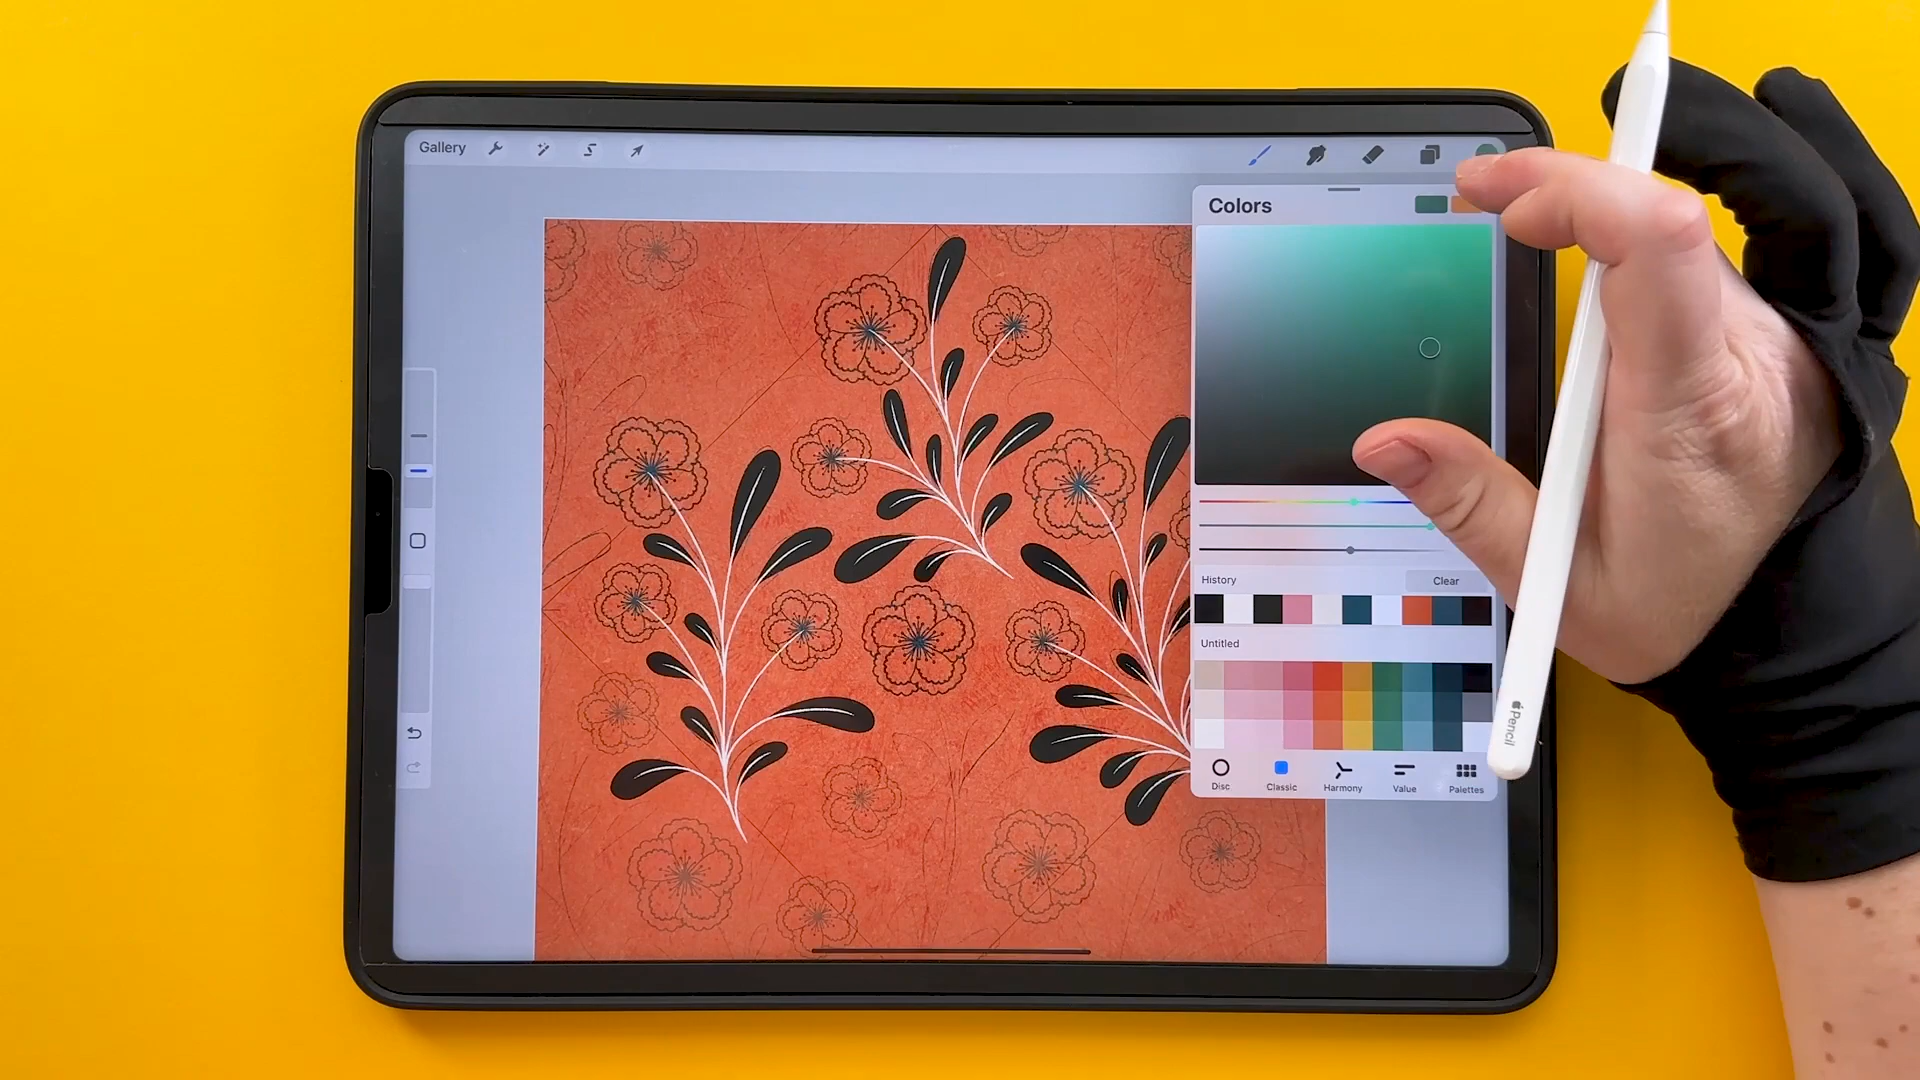 Gallery
Colors
History
Clear
Untitled
Disc
Classic
Harmony
Value
Palettes
Pencil